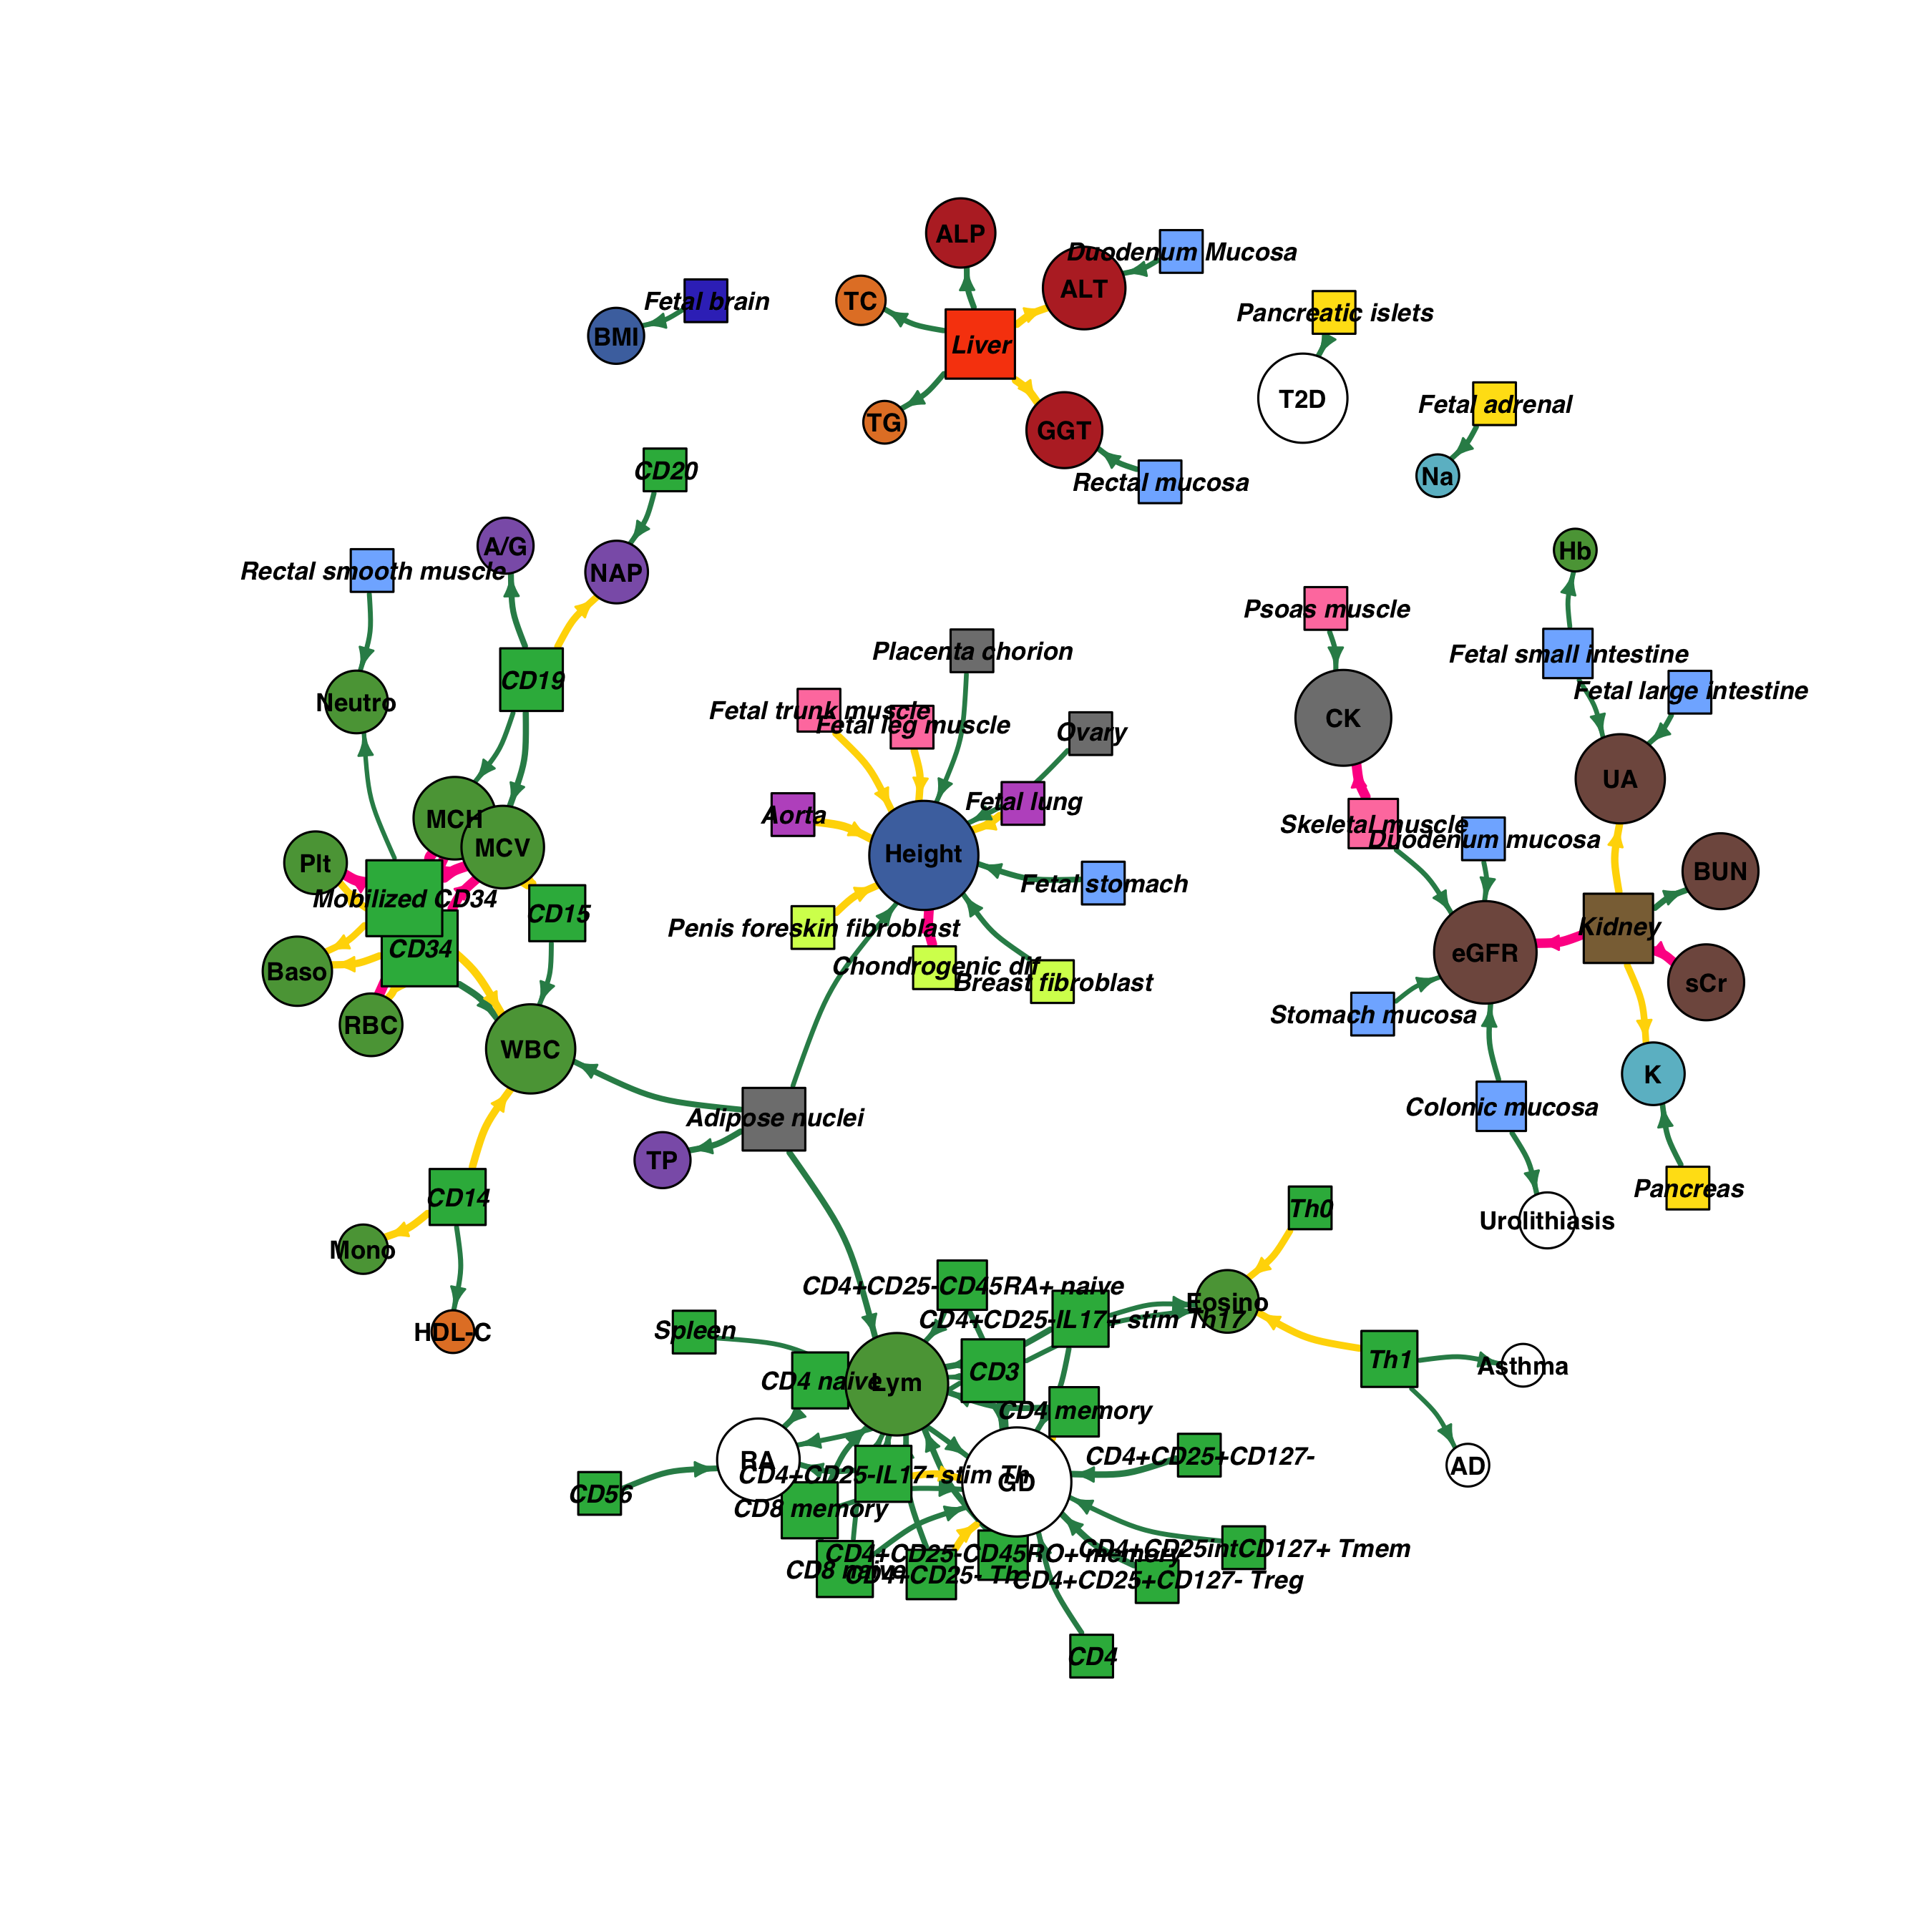 ALP
Duodenum Mucosa
ALT
TC
Fetal brain
BMI
Liver
Pancreatic islets
T2D
Fetal adrenal
TG
GGT
Rectal mucosa
Na
CD20
A/G
NAP
Rectal smooth muscle
Hb
Psoas muscle
Placenta chorion
Fetal small intestine
CD19
Fetal large intestine
Neutro
Fetal trunk muscle
Fetal leg muscle
Ovary
CK
UA
Fetal lung
Aorta
MCH
MCV
Skeletal muscle
Duodenum mucosa
Height
Plt
BUN
Fetal stomach
Mobilized CD34
CD15
Penis foreskin fibroblast
Kidney
CD34
eGFR
Chondrogenic dif
Baso
Breast fibroblast
sCr
Stomach mucosa
RBC
WBC
K
Colonic mucosa
Adipose nuclei
TP
Pancreas
CD14
Th0
Urolithiasis
Mono
CD4+CD25-CD45RA+ naive
Eosino
CD4+CD25-IL17+ stim Th17
HDL-C
Spleen
Th1
Asthma
CD3
CD4 naive
Lym
CD4 memory
RA
CD4+CD25+CD127-
AD
CD4+CD25-IL17- stim Th
GD
CD56
CD8 memory
CD4+CD25-CD45RO+ memory
CD4+CD25intCD127+ Tmem
CD8 naive
CD4+CD25- Th
CD4+CD25+CD127- Treg
CD4